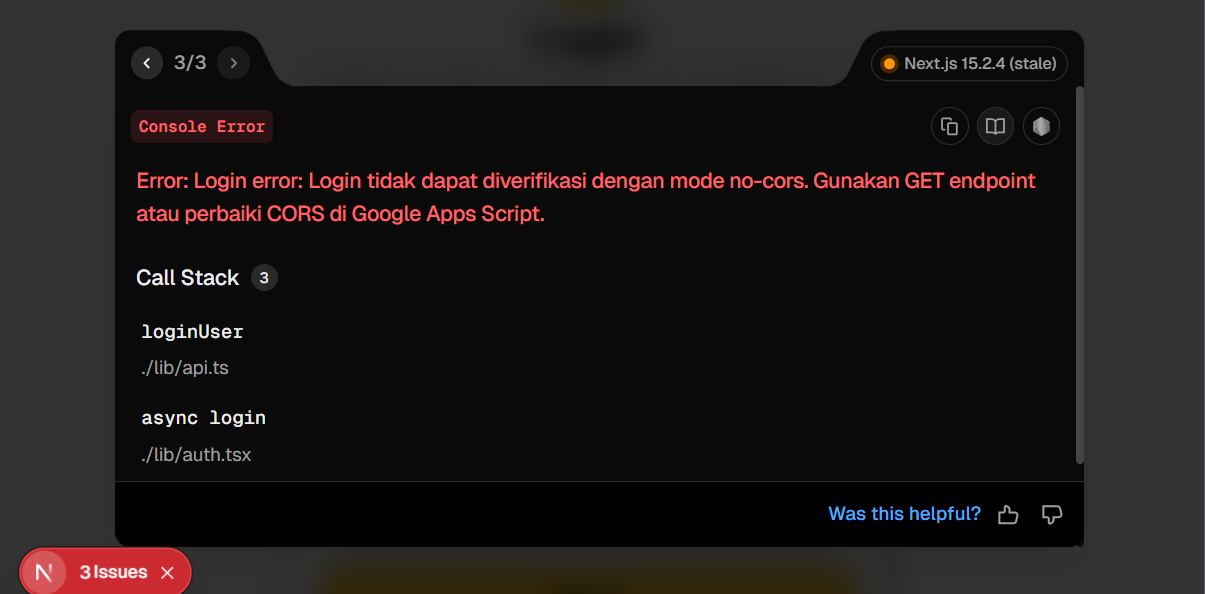 3/3
Next.js 15.2.4 (stale)
Console Error
Error: Login error: Login tidak dapat diverifikasi dengan mode no-cors. Gunakan GET endpoint
atau perbaiki CORS di Google Apps Script.
Call Stack 3
loginUser
./lib/api.ts
async login
./lib/auth.tsx
Was this helpful?
N 3 Issues